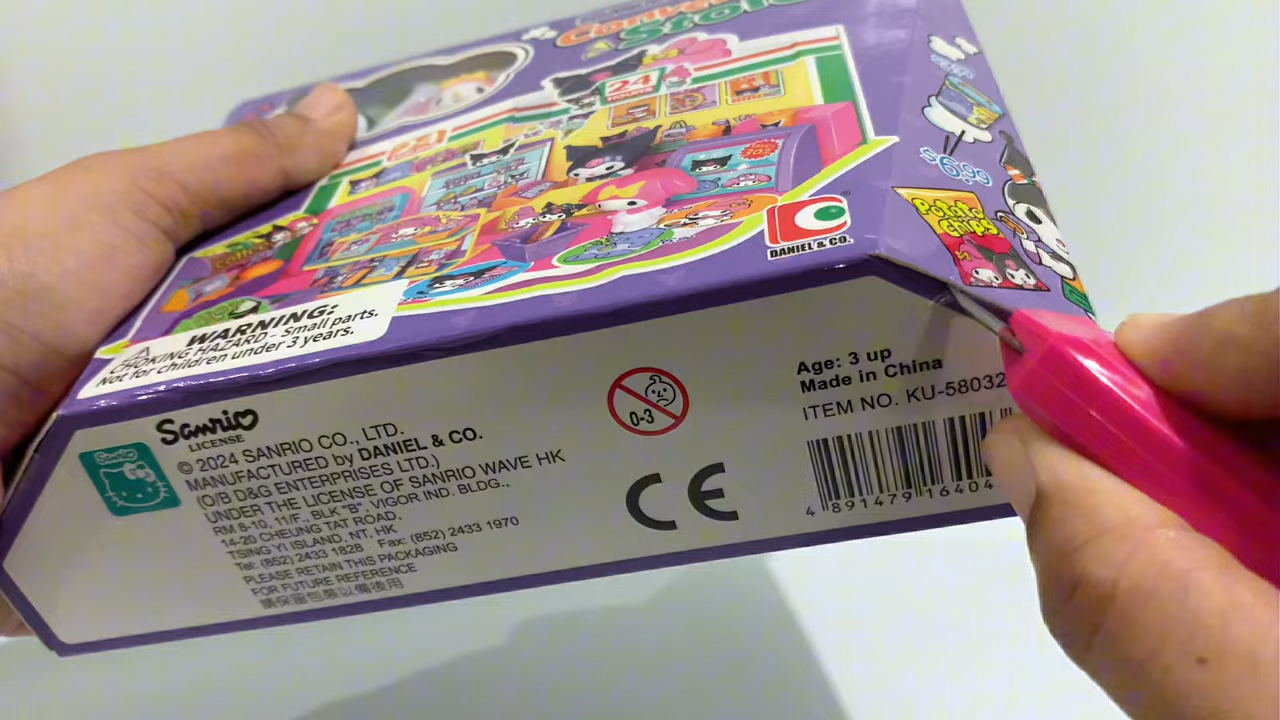 Conve
Store
24
HOURS
24
$6.99
Potato
Chips
DANIEL & CO.
WARNING:
CHOKING HAZARD - Small parts.
Not for children under 3 years.
Sanrio
LICENSE
Sanrio
© 2024 SANRIO CO., LTD.
MANUFACTURED by DANIEL & CO.
(O/B D&G ENTERPRISES LTD.)
UNDER THE LICENSE OF SANRIO WAVE HK
RM 8-10, 11/F., BLK "B", VIGOR IND. BLDG.,
14-20 CHEUNG TAT ROAD,
TSING YI ISLAND, NT, HK
Tel: (852) 2433 1828 Fax: (852) 2433 1970
PLEASE RETAIN THIS PACKAGING
FOR FUTURE REFERENCE
請保留包裝以備後用
0-3
CE
Age: 3 up
Made in China
ITEM NO. KU-58032
4 891479 16404